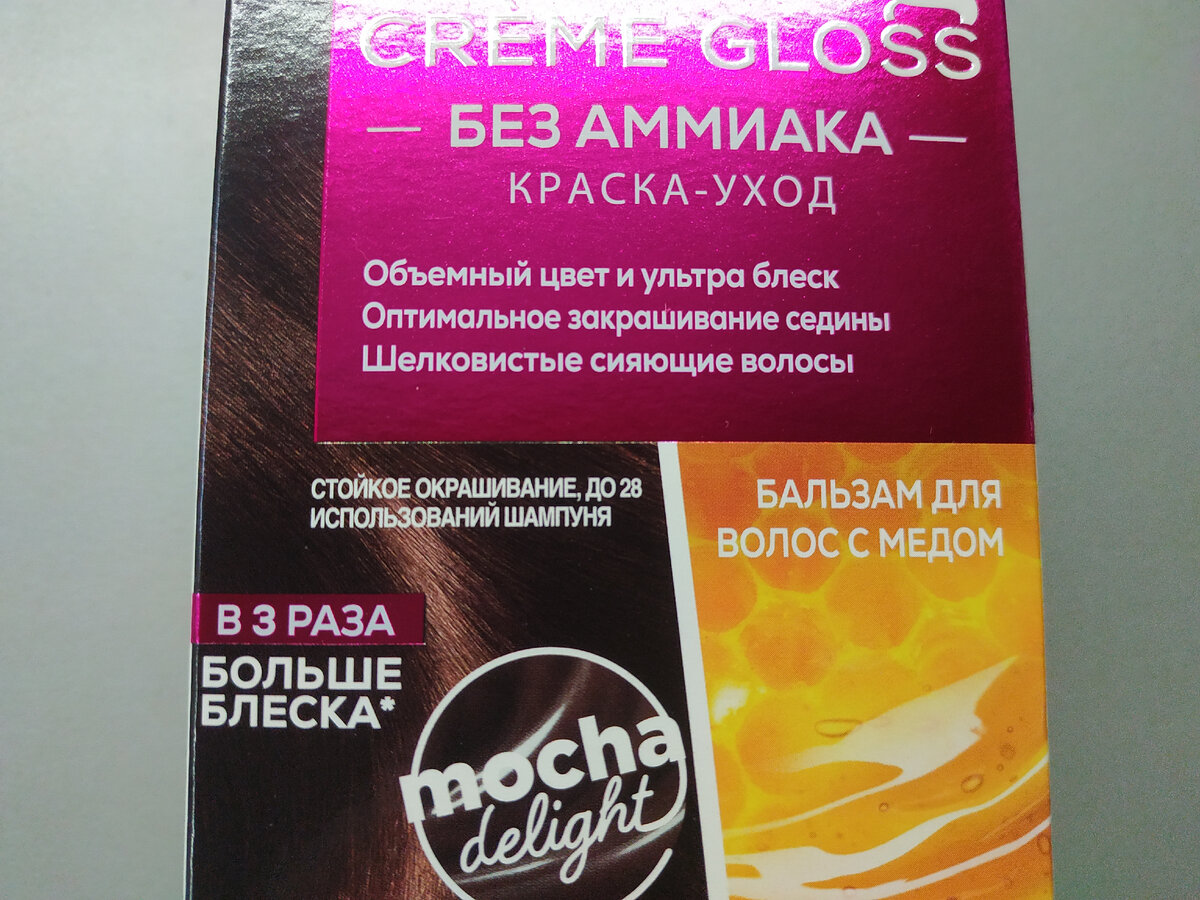 CREME GLOSS
— БЕЗ АММИАКА —
КРАСКА-УХОД
Объемный цвет и ультра блеск
Оптимальное закрашивание седины
Шелковистые сияющие волосы
СТОЙКОЕ ОКРАШИВАНИЕ, ДО 28
ИСПОЛЬЗОВАНИЙ ШАМПУНЯ
БАЛЬЗАМ ДЛЯ
ВОЛОС С МЕДОМ
В 3 РАЗА
БОЛЬШЕ
БЛЕСКА*
mocha
delight